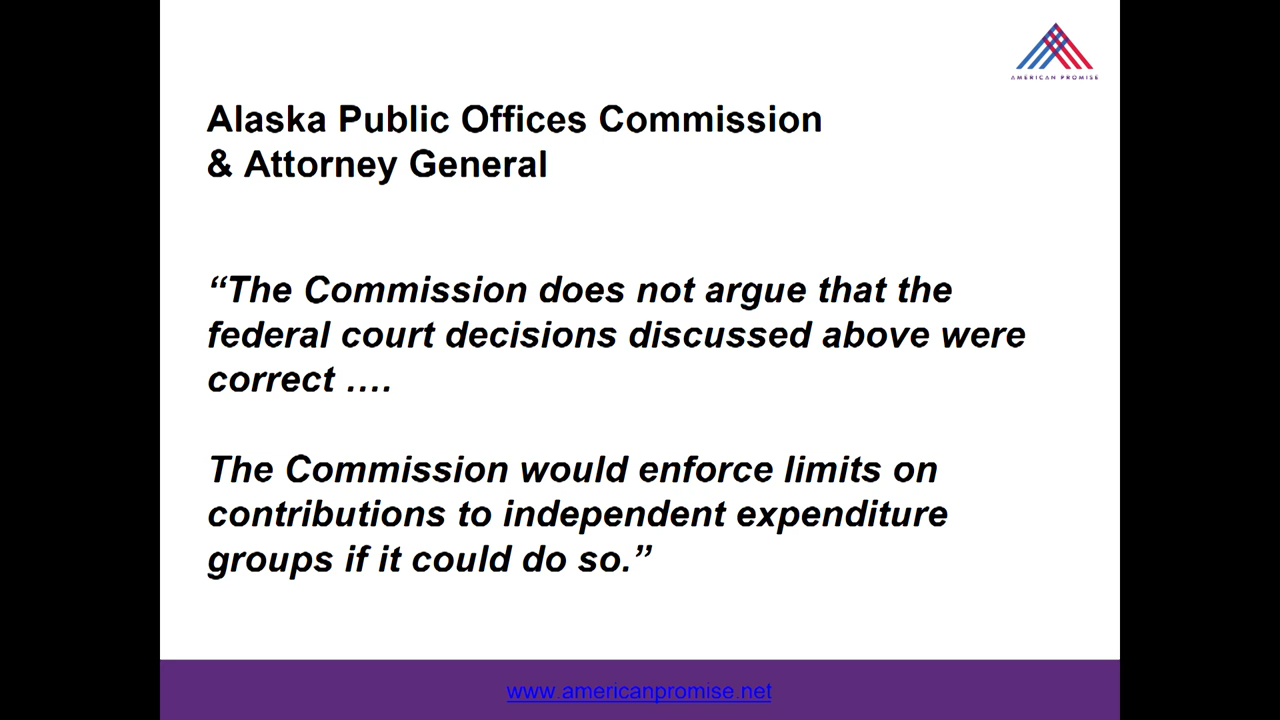 AMERICAN PROMISE
Alaska Public Offices Commission
& Attorney General
“The Commission does not argue that the
federal court decisions discussed above were
correct ….
The Commission would enforce limits on
contributions to independent expenditure
groups if it could do so.”
www.americanpromise.net